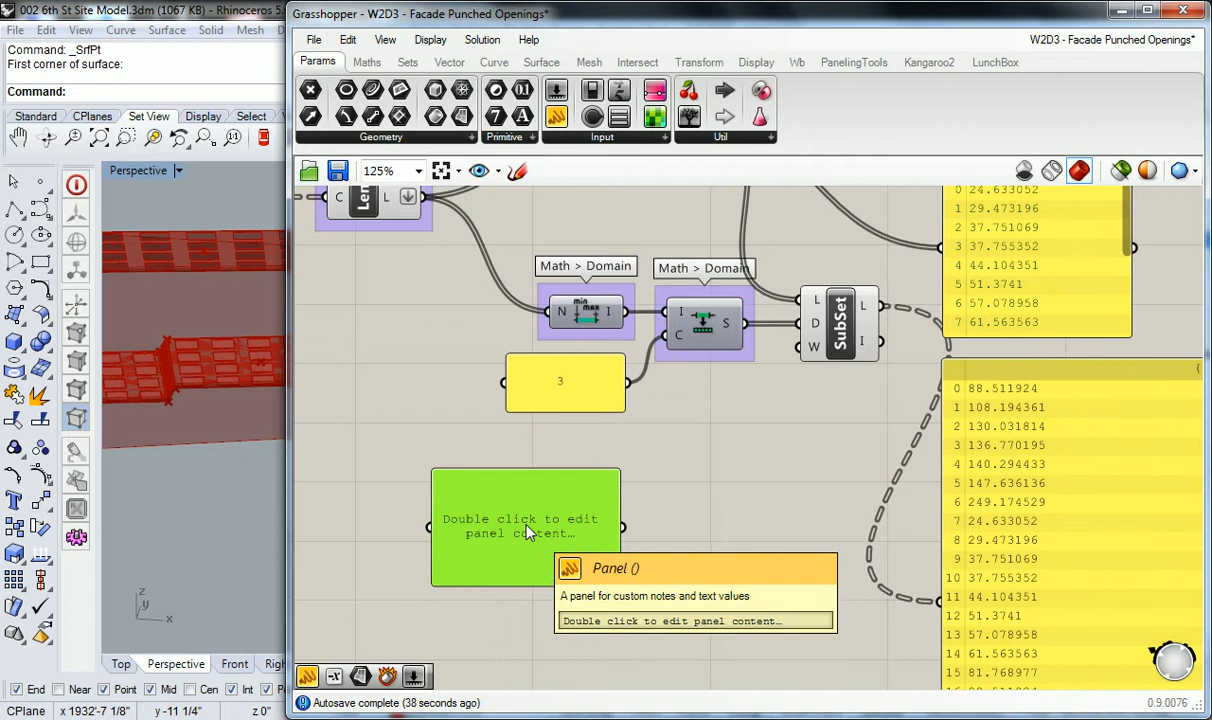 002 6th St Site Model.3dm (1067 KB) - Rhinoceros 5.
File Edit View Curve Surface Solid Mesh
Command: _SrfPt
First corner of surface:
Command:
Standard CPlanes Set View Display Select
Perspective
z
y
x
Top Perspective Front
End Near Point Mid Cen Int
CPlane x 1932'-7 1/8" y -11 1/4" z 0"
Grasshopper - W2D3 - Facade Punched Openings*
File Edit View Display Solution Help
W2D3 - Facade Punched Openings*
Params Maths Sets Vector Curve Surface Mesh Intersect Transform Display Wb PanelingTools Kangaroo2 LunchBox
Geometry Primitive Input Util
125%
C Len L
Math > Domain
Math > Domain
N min max I
I C S
L D W SubSet L I
3
Double click to edit
panel content…
Panel ()
A panel for custom notes and text values
Double click to edit panel content…
0 24.633052
1 29.473196
2 37.751069
3 37.755352
4 44.104351
5 51.3741
6 57.078958
7 61.563563
0 88.511924
1 108.194361
2 130.031814
3 136.770195
4 140.294433
5 147.636136
6 249.174529
7 24.633052
8 29.473196
9 37.751069
10 37.755352
11 44.104351
12 51.3741
13 57.078958
14 61.563563
15 81.768977
Autosave complete (38 seconds ago)
0.9.0076